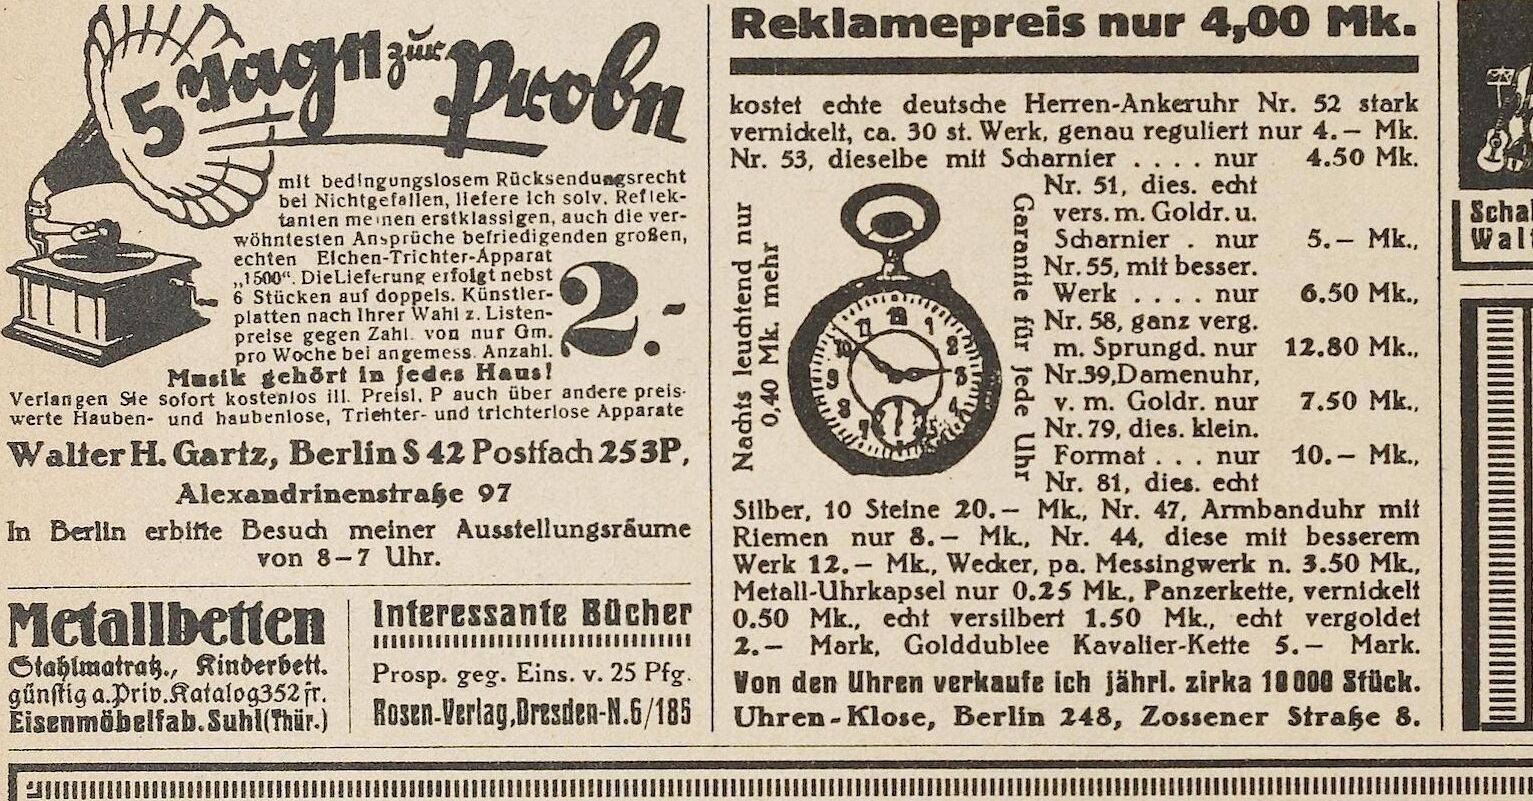 5 Tage zur Probe
mit bedingungslosem Rücksendungsrecht
bei Nichtgefallen, liefere ich solv. Reflek-
tanten meinen erstklassigen, auch die ver-
wöhntesten Ansprüche befriedigenden großen,
echten Eichen-Trichter-Apparat
„1500“. Die Lieferung erfolgt nebst
6 Stücken auf doppels. Künstler-
platten nach Ihrer Wahl z. Listen-
preise gegen Zahl. von nur Gm.
pro Woche bei angemess. Anzahl.
2.-
Musik gehört in jedes Haus!
Verlangen Sie sofort kostenlos ill. Preisl. P auch über andere preis-
werte Hauben- und haubenlose, Trichter- und trichterlose Apparate
Walter H. Gartz, Berlin S 42 Postfach 253P,
Alexandrinenstraße 97
In Berlin erbitte Besuch meiner Ausstellungsräume
von 8–7 Uhr.
Metallbetten
Stahlmatratz., Kinderbett.
günstig a. Priv. Katalog 352 fr.
Eisenmöbelfab. Suhl (Thür.)
Interessante Bücher
Prosp. geg. Eins. v. 25 Pfg.
Rosen-Verlag, Dresden-N. 6/185
Reklamepreis nur 4,00 Mk.
kostet echte deutsche Herren-Ankeruhr Nr. 52 stark
vernickelt, ca. 30 st. Werk, genau reguliert nur 4.– Mk.
Nr. 53, dieselbe mit Scharnier . . . . nur 4.50 Mk.
Nachts leuchtend nur
0,40 Mk. mehr
12
1
2
3
4
5
7
8
9
10
11
Garantie für jede Uhr
Nr. 51, dies. echt
vers. m. Goldr. u.
Scharnier . nur 5.– Mk.,
Nr. 55, mit besser.
Werk . . . . nur 6.50 Mk.,
Nr. 58, ganz verg.
m. Sprungd. nur 12.80 Mk.,
Nr. 39, Damenuhr,
v. m. Goldr. nur 7.50 Mk.,
Nr. 79, dies. klein.
Format . . . nur 10.– Mk.,
Nr. 81, dies. echt
Silber, 10 Steine 20.– Mk., Nr. 47, Armbanduhr mit
Riemen nur 8.– Mk., Nr. 44, diese mit besserem
Werk 12.– Mk., Wecker, pa. Messingwerk n. 3.50 Mk.,
Metall-Uhrkapsel nur 0.25 Mk., Panzerkette, vernickelt
0.50 Mk., echt versilbert 1.50 Mk., echt vergoldet
2.– Mark, Golddublee Kavalier-Kette 5.– Mark.
Von den Uhren verkaufe ich jährl. zirka 10 000 Stück.
Uhren-Klose, Berlin 248, Zossener Straße 8.